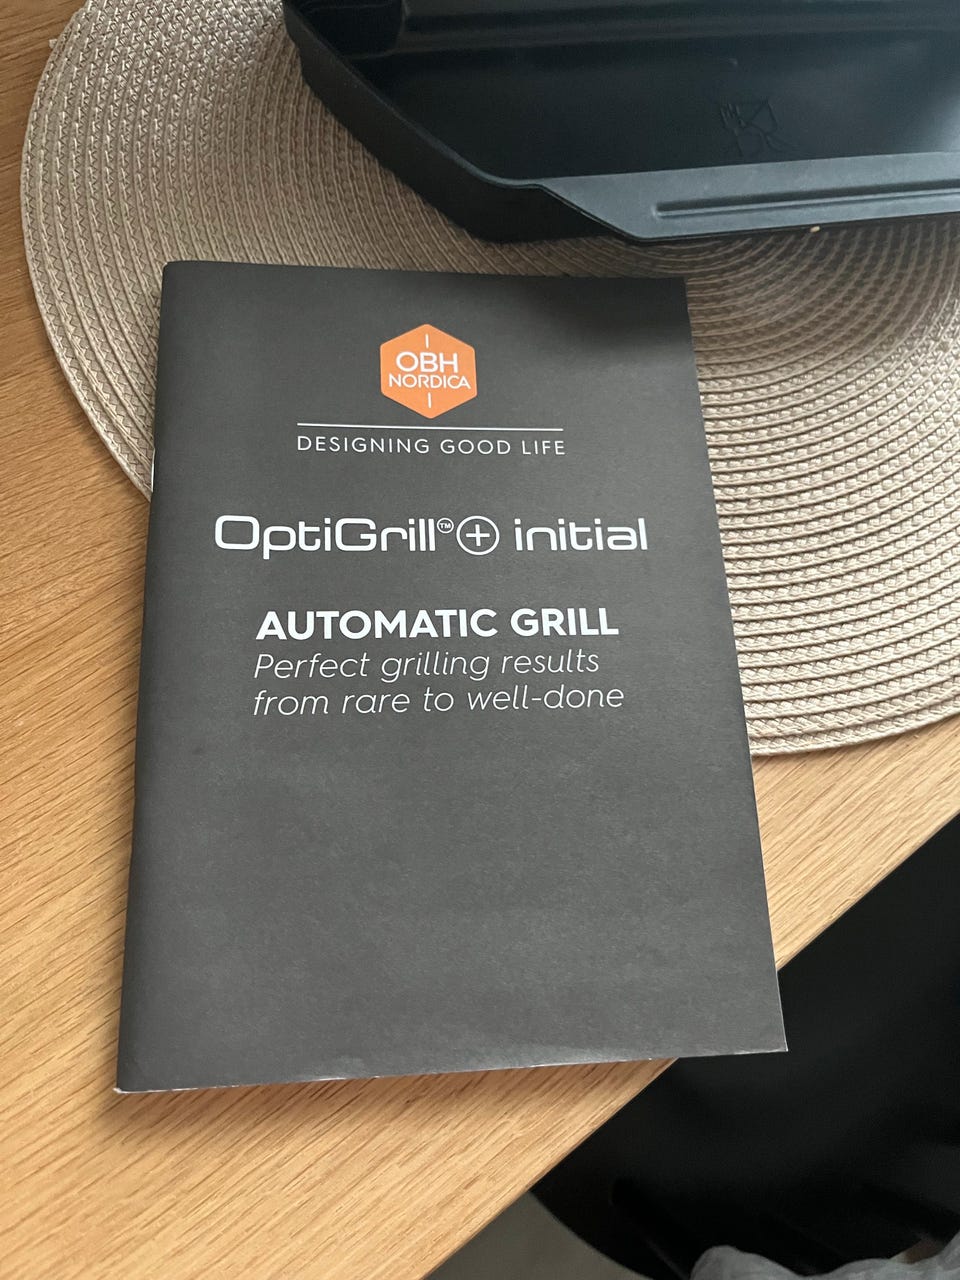 OBH
NORDICA
DESIGNING GOOD LIFE
OptiGrill™+ initial
AUTOMATIC GRILL
Perfect grilling results
from rare to well-done